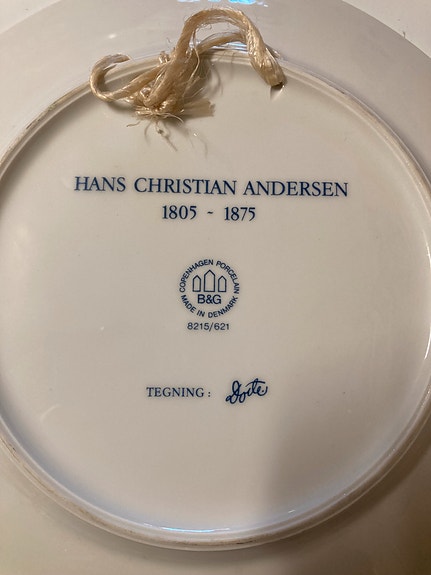 HANS CHRISTIAN ANDERSEN
1805 - 1875
COPENHAGEN PORCELAIN
B&G
MADE IN DENMARK
8215/621
TEGNING: Dorte